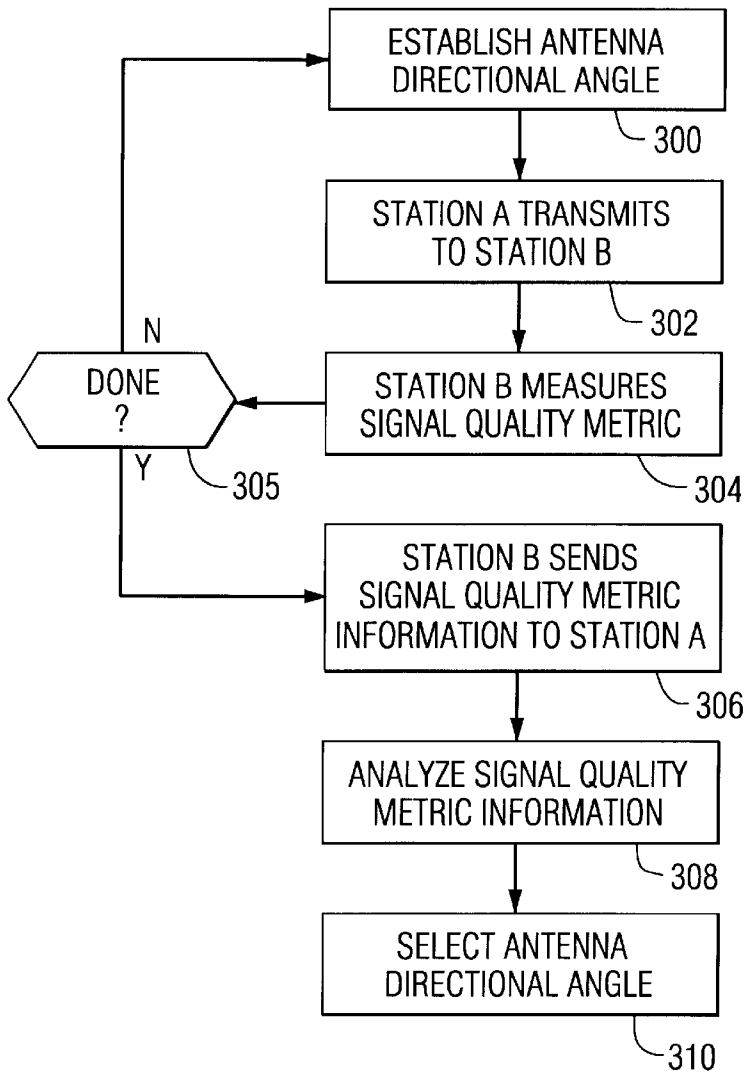 ESTABLISH ANTENNA
DIRECTIONAL ANGLE
300
STATION A TRANSMITS
TO STATION B
302
N
DONE
?
305
Y
STATION B MEASURES
SIGNAL QUALITY METRIC
304
STATION B SENDS
SIGNAL QUALITY METRIC
INFORMATION TO STATION A
306
ANALYZE SIGNAL QUALITY
METRIC INFORMATION
308
SELECT ANTENNA
DIRECTIONAL ANGLE
310